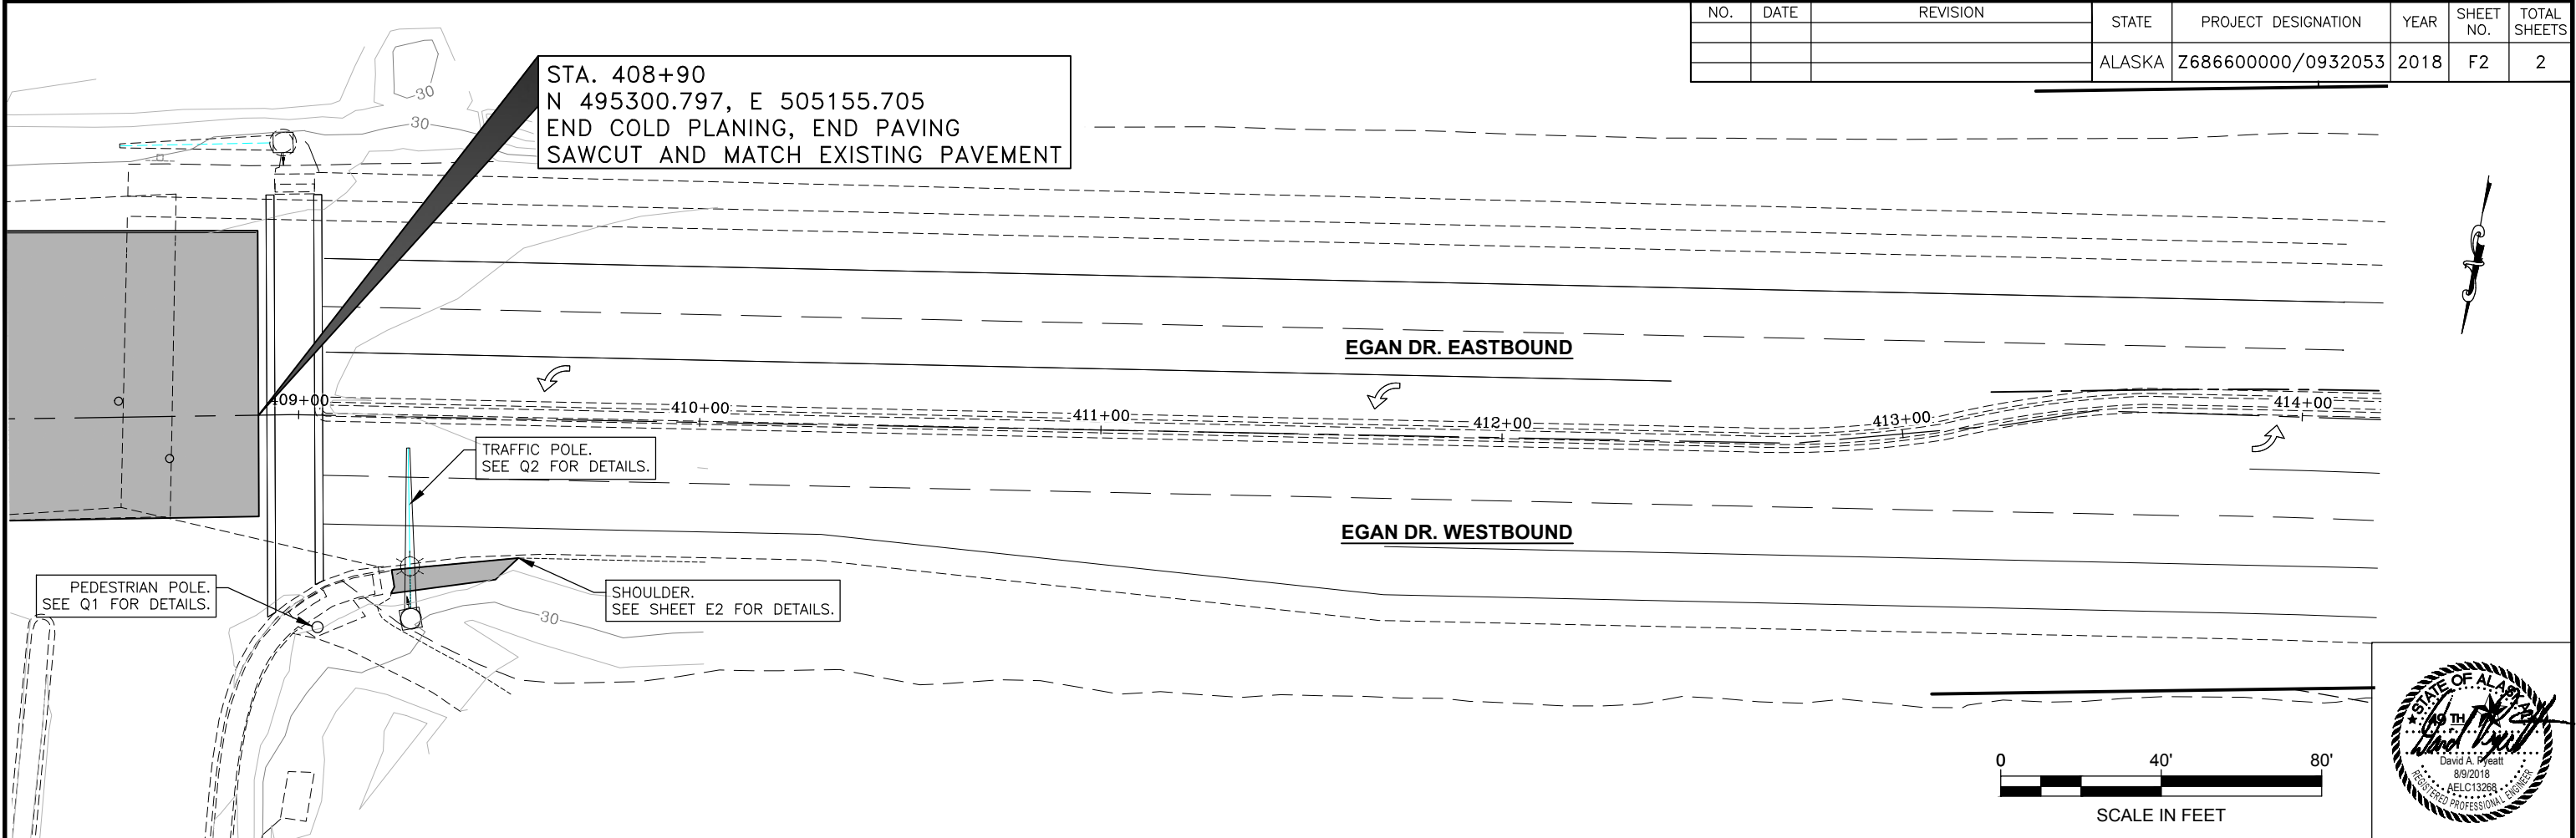 NO. DATE REVISION
STATE PROJECT DESIGNATION YEAR SHEET NO. TOTAL SHEETS
ALASKA Z686600000/0932053 2018 F2 2
STA. 408+90
N 495300.797, E 505155.705
END COLD PLANING, END PAVING
SAWCUT AND MATCH EXISTING PAVEMENT
30
30
EGAN DR. EASTBOUND
409+00
410+00
411+00
412+00
413+00
414+00
TRAFFIC POLE.
SEE Q2 FOR DETAILS.
EGAN DR. WESTBOUND
PEDESTRIAN POLE.
SEE Q1 FOR DETAILS.
SHOULDER.
SEE SHEET E2 FOR DETAILS.
30
0 40' 80'
SCALE IN FEET
STATE OF ALASKA
49 TH
David A. Pyeatt
8/9/2018
AELC13268
REGISTERED PROFESSIONAL ENGINEER